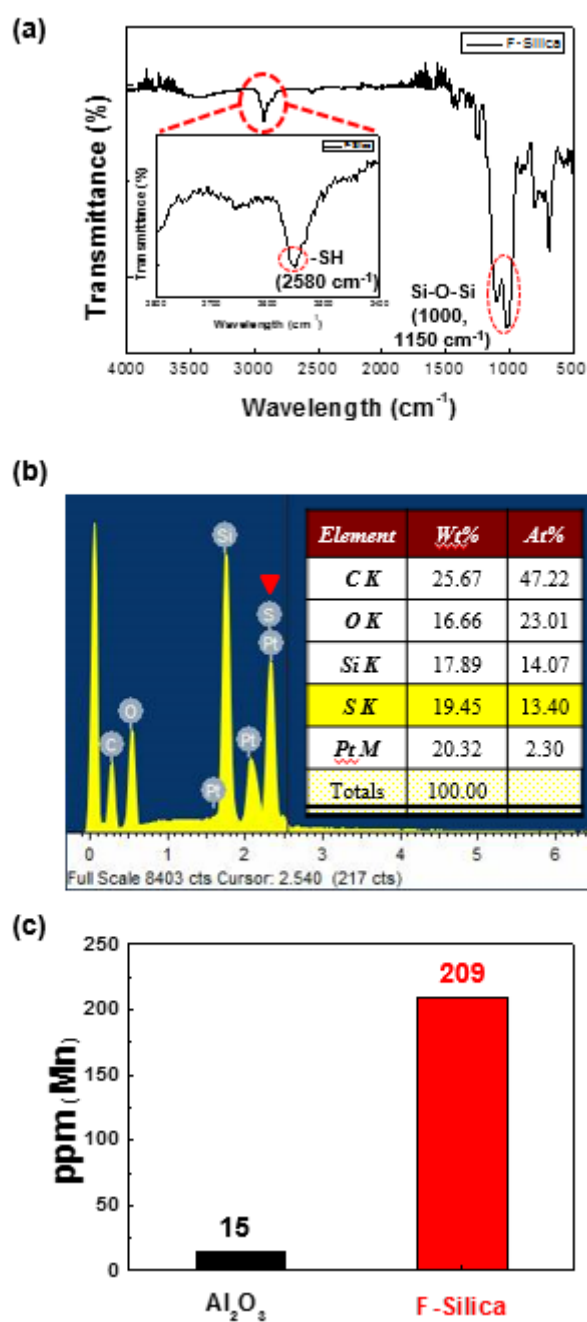 (a)
F-Silica
Transmittance (%)
Transmittance (%)
-SH
(2580 cm⁻¹)
Wavelength (cm⁻¹)
Si-O-Si
(1000,
1150 cm⁻¹)
4000 3500 3000 2500 2000 1500 1000 500
Wavelength (cm⁻¹)
(b)
Element Wt% At%
C K 25.67 47.22
O K 16.66 23.01
Si K 17.89 14.07
S K 19.45 13.40
Pt M 20.32 2.30
Totals 100.00
Si
S
Pt
O
C
Pt
Pt
0 1 2 3 4 5 6
Full Scale 8403 cts Cursor: 2.540 (217 cts)
(c)
ppm (Mn)
250
200
150
100
50
0
15
209
Al₂O₃
F-Silica